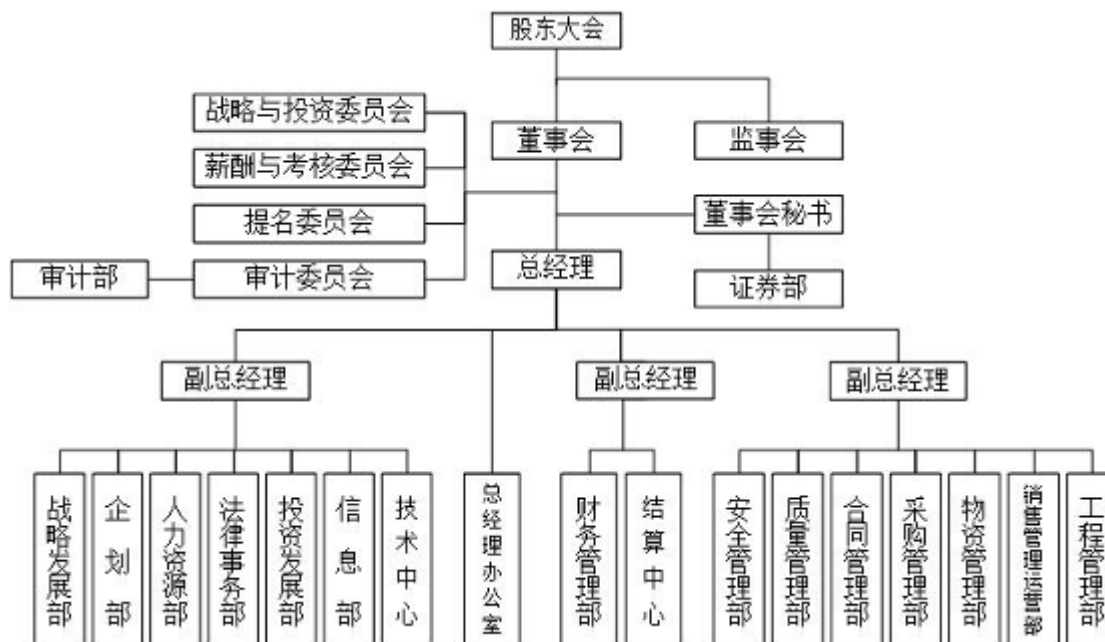 股东大会
战略与投资委员会
董事会
监事会
薪酬与考核委员会
提名委员会
董事会秘书
审计部
审计委员会
总经理
证券部
副总经理
副总经理
副总经理
战略发展部
企划部
人力资源部
法律事务部
投资发展部
信息部
技术中心
总经理办公室
财务管理部
结算中心
安全管理部
质量管理部
合同管理部
采购管理部
物资管理部
销售管理运营部
工程管理部